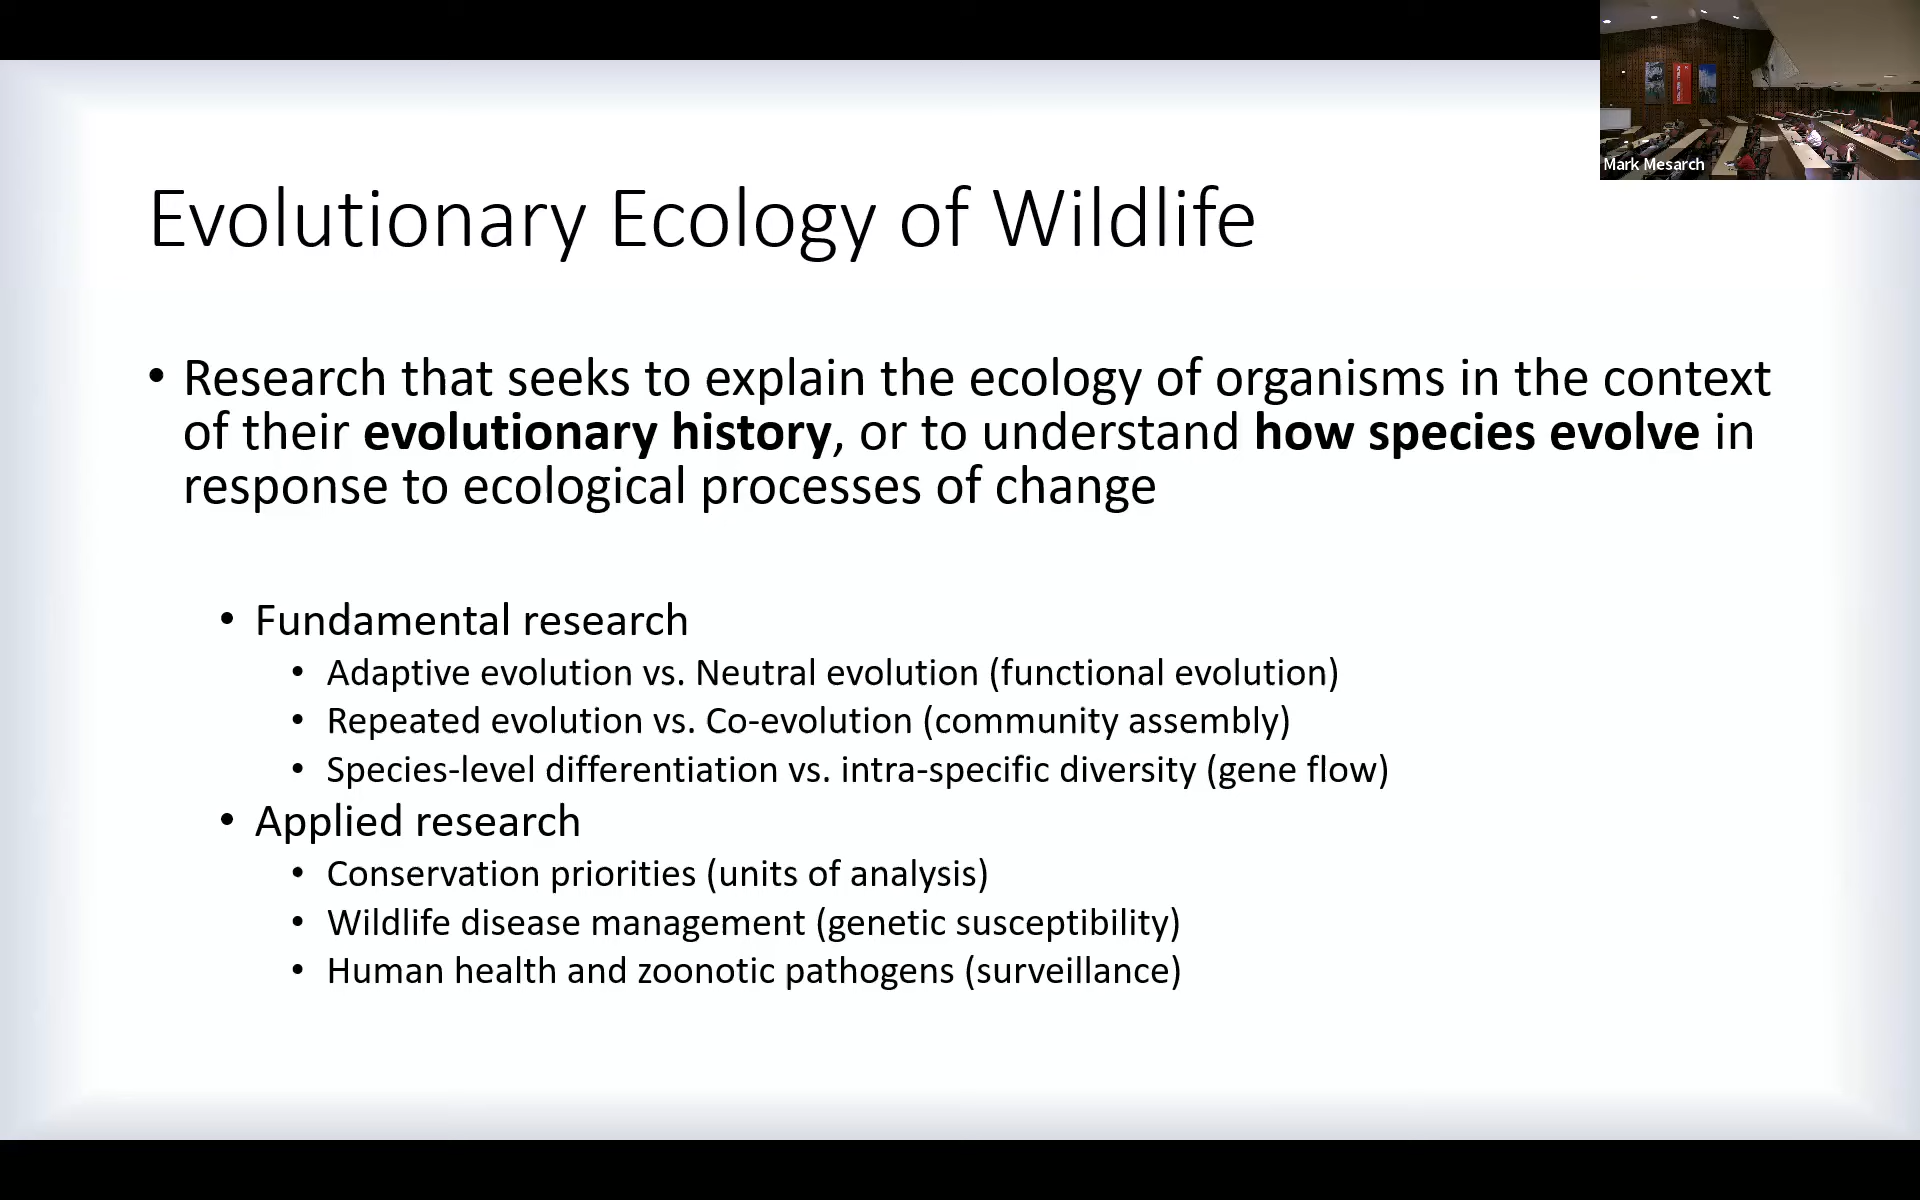 Mark Mesarch
Evolutionary Ecology of Wildlife
• Research that seeks to explain the ecology of organisms in the context
of their evolutionary history, or to understand how species evolve in
response to ecological processes of change
• Fundamental research
• Adaptive evolution vs. Neutral evolution (functional evolution)
• Repeated evolution vs. Co-evolution (community assembly)
• Species-level differentiation vs. intra-specific diversity (gene flow)
• Applied research
• Conservation priorities (units of analysis)
• Wildlife disease management (genetic susceptibility)
• Human health and zoonotic pathogens (surveillance)